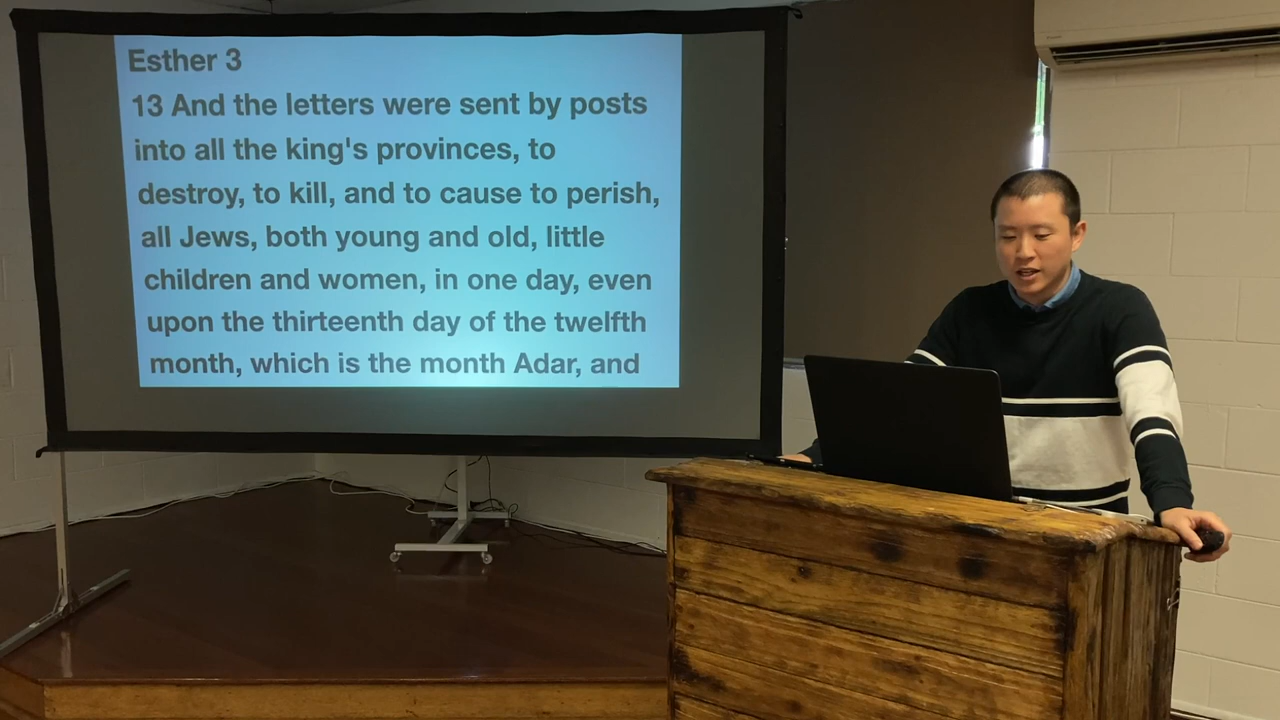 Esther 3
13 And the letters were sent by posts
into all the king's provinces, to
destroy, to kill, and to cause to perish,
all Jews, both young and old, little
children and women, in one day, even
upon the thirteenth day of the twelfth
month, which is the month Adar, and